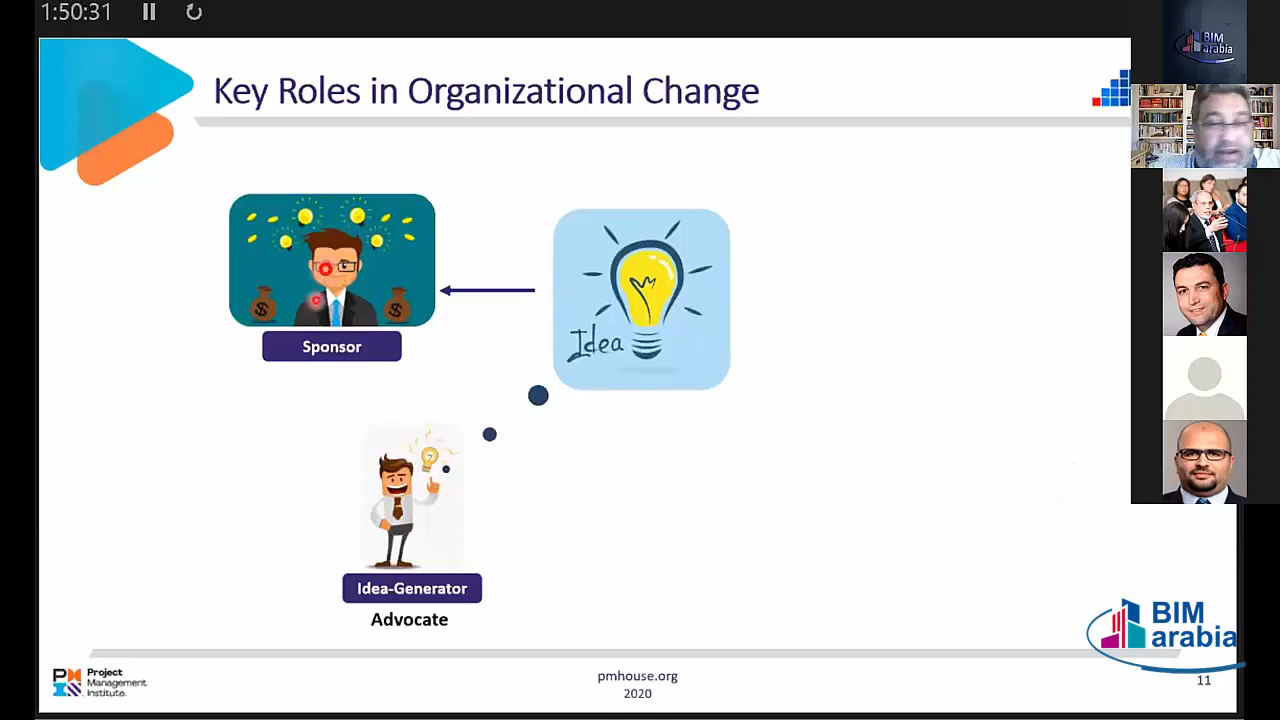 1:50:31
BIM
arabia
Key Roles in Organizational Change
$
$
Idea
Sponsor
Idea-Generator
Advocate
BIM
arabia
Project
Management
Institute.
pmhouse.org
2020
11